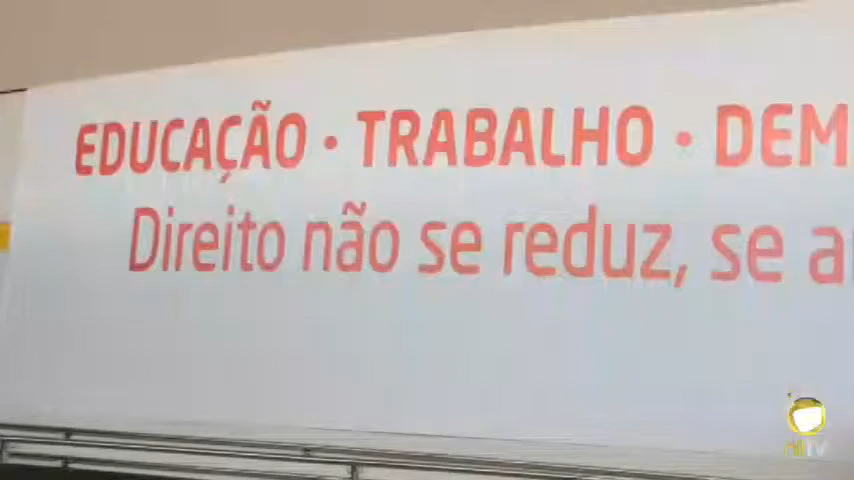 EDUCAÇÃO · TRABALHO · DEM
Direito não se reduz, se a